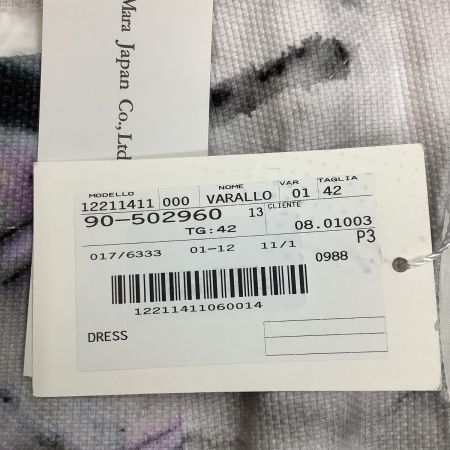 Mara Japan Co., Ltd
MODELLO NOME VAR TAGLIA
12211411 000 VARALLO 01 42
90-502960 13 CLIENTE
TG:42 08.01003
P3
017/6333 01-12 11/1 0988
12211411060014
DRESS